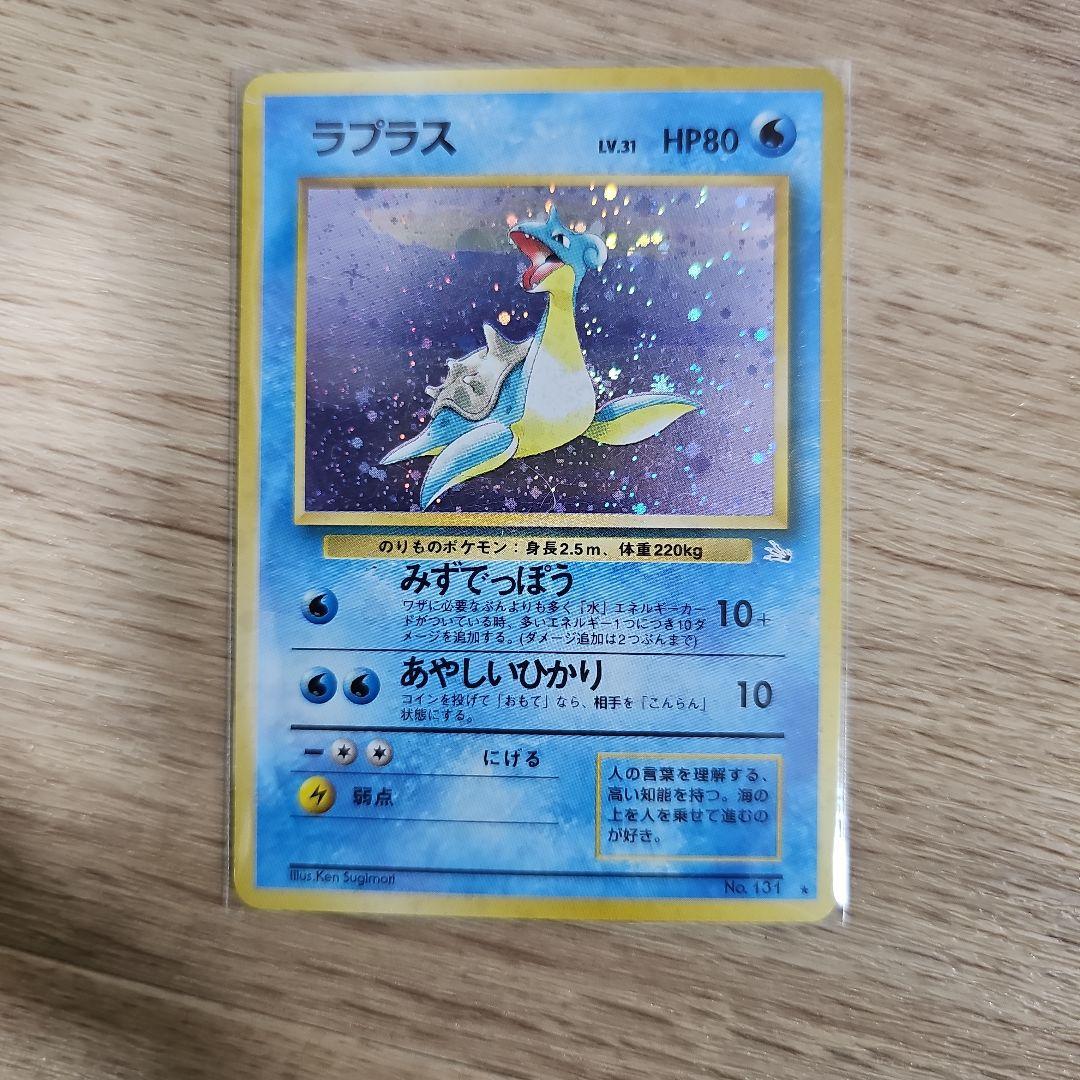 ラプラス LV.31 HP80
のりものポケモン：身長2.5m、体重220kg
みずでっぽう
ワザに必要なぶんよりも多く「水」エネルギーカー
ドがついている時、多いエネルギー1つにつき10ダ
メージを追加する。(ダメージ追加は2つぶんまで)
10+
あやしいひかり
コインを投げて「おもて」なら、相手を「こんらん」
状態にする。
10
にげる
弱点
人の言葉を理解する、
高い知能を持つ。海の
上を人を乗せて進むの
が好き。
Illus.Ken Sugimori
No. 131